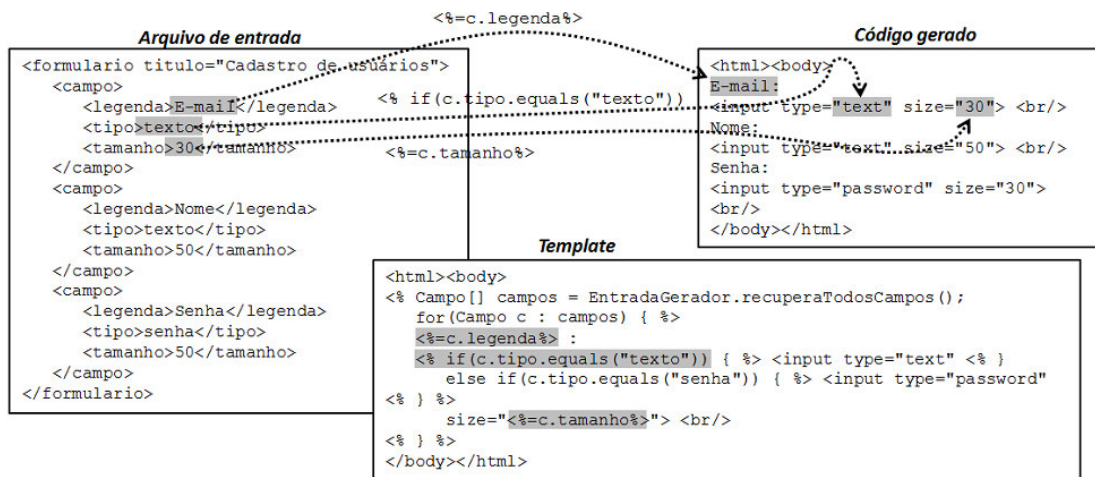 <%=c.legenda%>
Arquivo de entrada
<formulario titulo="Cadastro de usuários">
<campo>
<legenda>E-mail</legenda>
<tipo>texto</tipo>
<tamanho>30</tamanho>
</campo>
<campo>
<legenda>Nome</legenda>
<tipo>texto</tipo>
<tamanho>50</tamanho>
</campo>
<campo>
<legenda>Senha</legenda>
<tipo>senha</tipo>
<tamanho>50</tamanho>
</campo>
</formulario>
<% if(c.tipo.equals("texto"))
<%=c.tamanho%>
Código gerado
<html><body>
E-mail:
<input type="text" size="30"> <br/>
Nome:
<input type="text" size="50"> <br/>
Senha:
<input type="password" size="30">
<br/>
</body></html>
Template
<html><body>
<% Campo[] campos = EntradaGerador.recuperaTodosCampos();
for(Campo c : campos) { %>
<%=c.legenda%> :
<% if(c.tipo.equals("texto")) { %> <input type="text" <% }
else if(c.tipo.equals("senha")) { %> <input type="password"
<% } %>
size="<%=c.tamanho%>"> <br/>
<% } %>
</body></html>